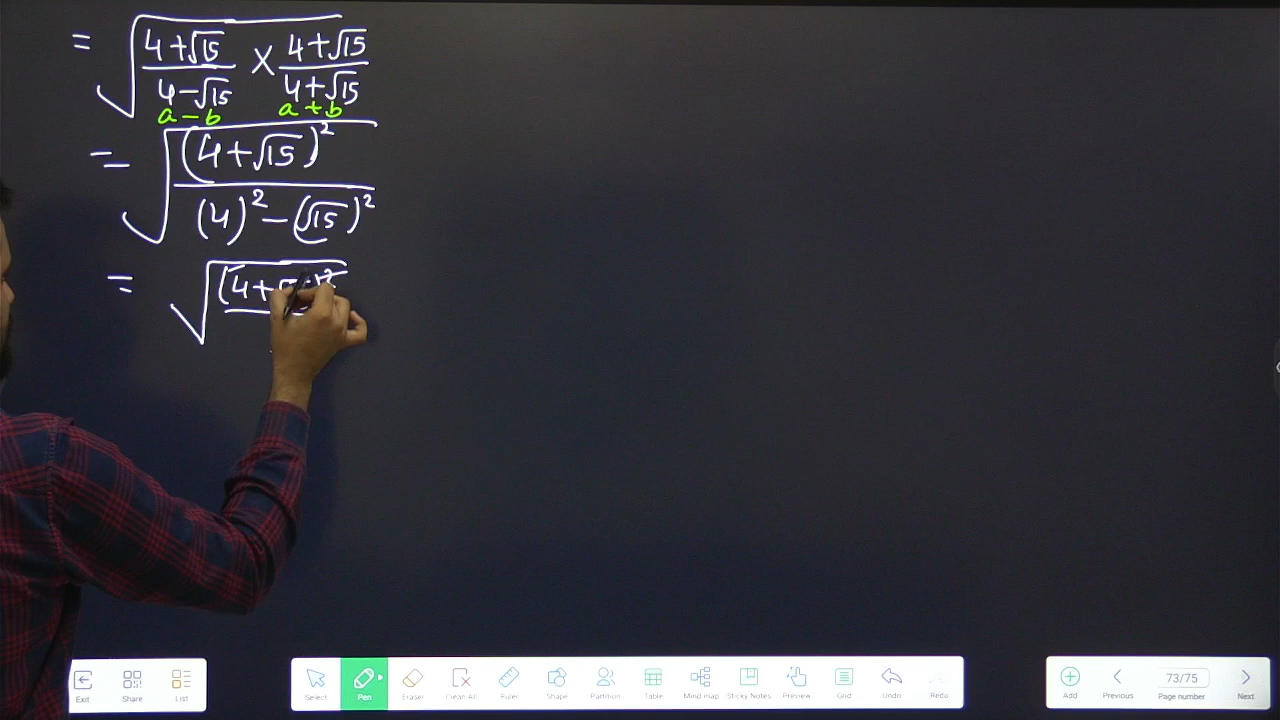 = √((4+√15)/(4-√15) × (4+√15)/(4+√15))
a - b a + b
= √((4+√15)²/((4)² - (√15)²))
= √(4+
Exit Share List Select Pen Eraser Clean All Ruler Shape Partition Table Mind map Sticky Notes Preview Grid Undo Redo Add Previous 73/75 Page number Next